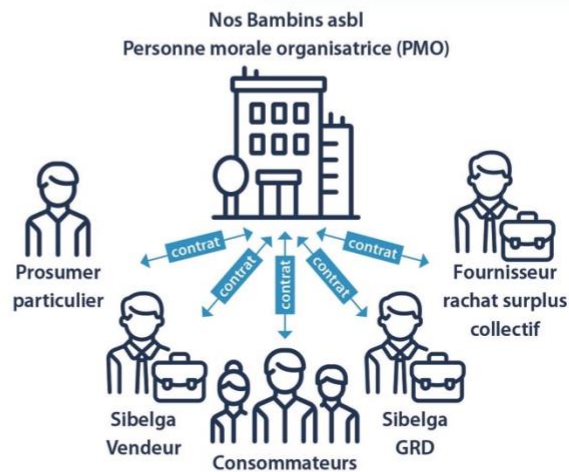 Nos Bambins asbl
Personne morale organisatrice (PMO)
contrat
contrat
contrat
contrat
contrat
Prosumer
particulier
Fournisseur
rachat surplus
collectif
Sibelga
Vendeur
Consommateurs
Sibelga
GRD